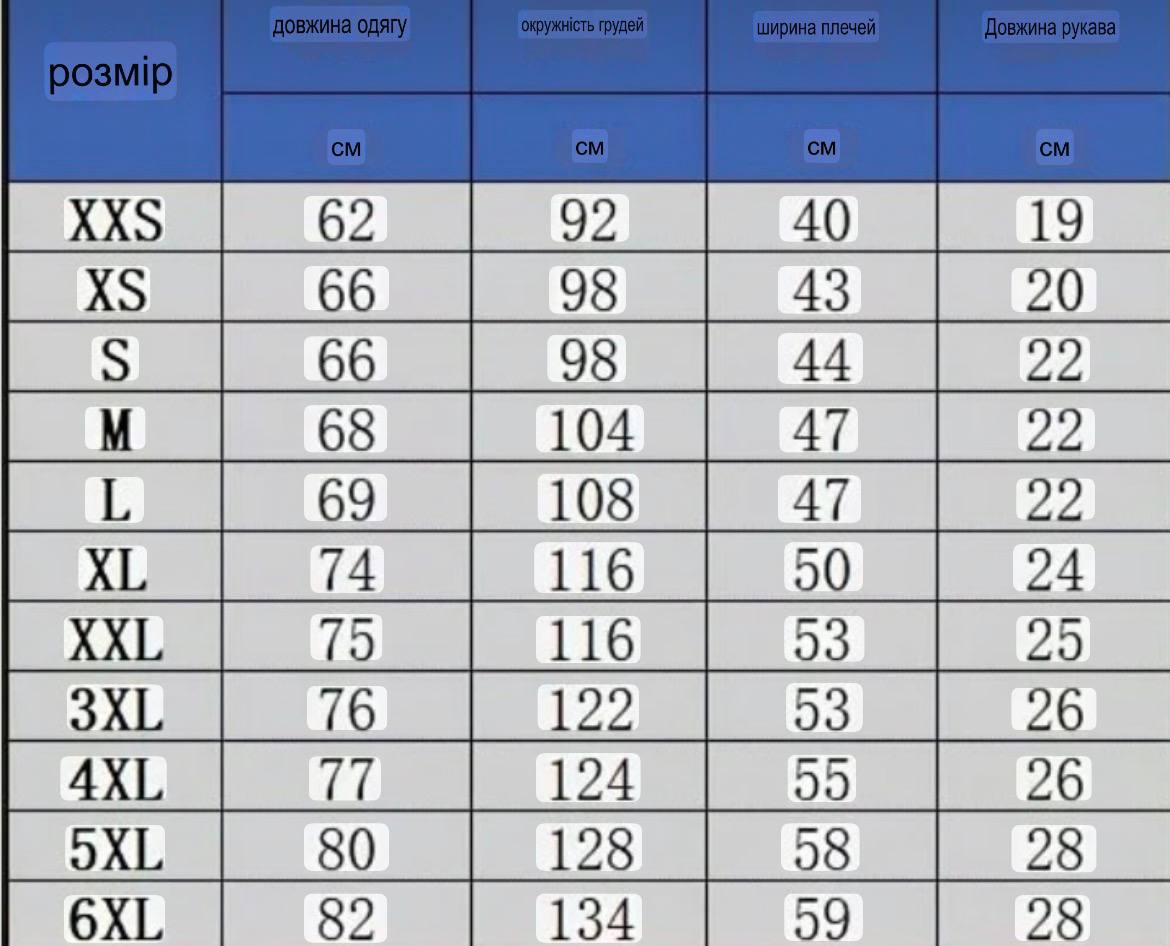 розмір довжина одягу окружність грудей ширина плечей Довжина рукава
см см см см
XXS 62 92 40 19
XS 66 98 43 20
S 66 98 44 22
M 68 104 47 22
L 69 108 47 22
XL 74 116 50 24
XXL 75 116 53 25
3XL 76 122 53 26
4XL 77 124 55 26
5XL 80 128 58 28
6XL 82 134 59 28